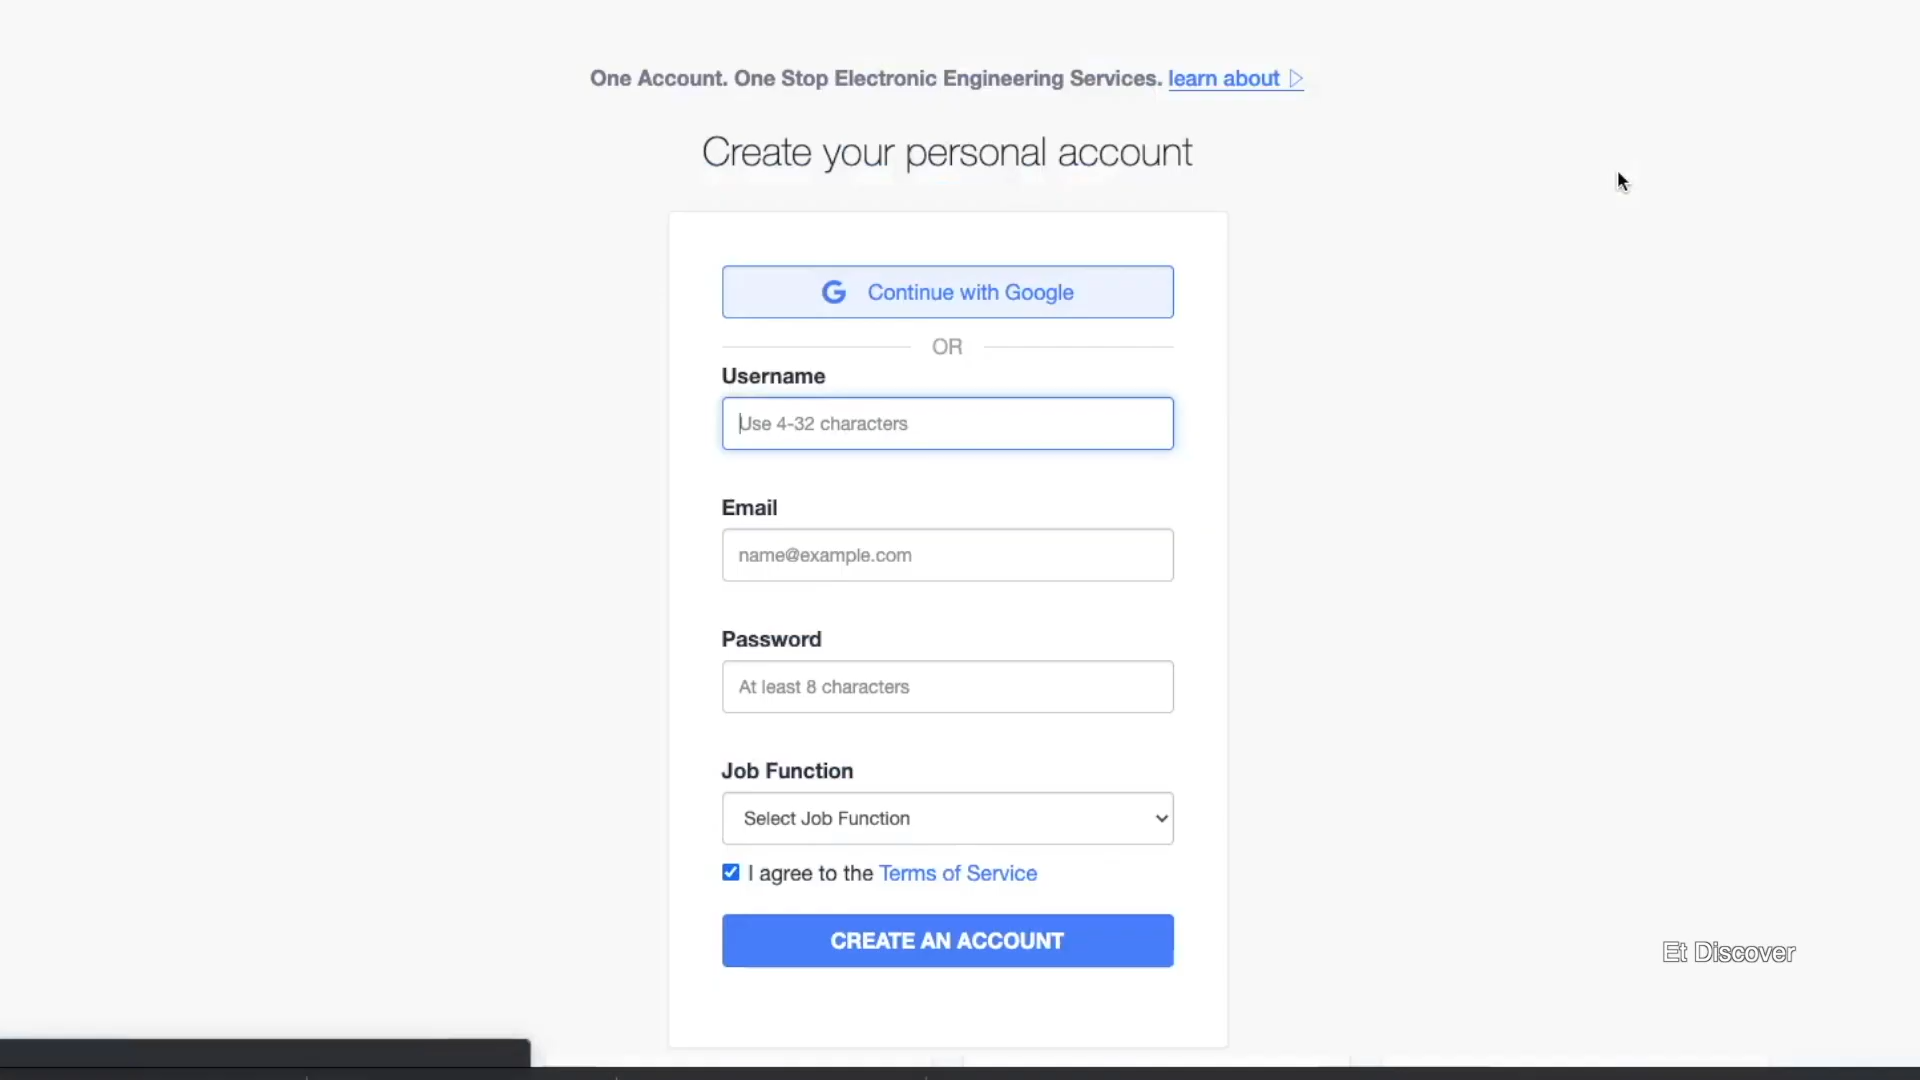 One Account. One Stop Electronic Engineering Services. learn about ▷
Create your personal account
Continue with Google
OR
Username
Use 4-32 characters
Email
name@example.com
Password
At least 8 characters
Job Function
Select Job Function
I agree to the Terms of Service
CREATE AN ACCOUNT
Et Discover